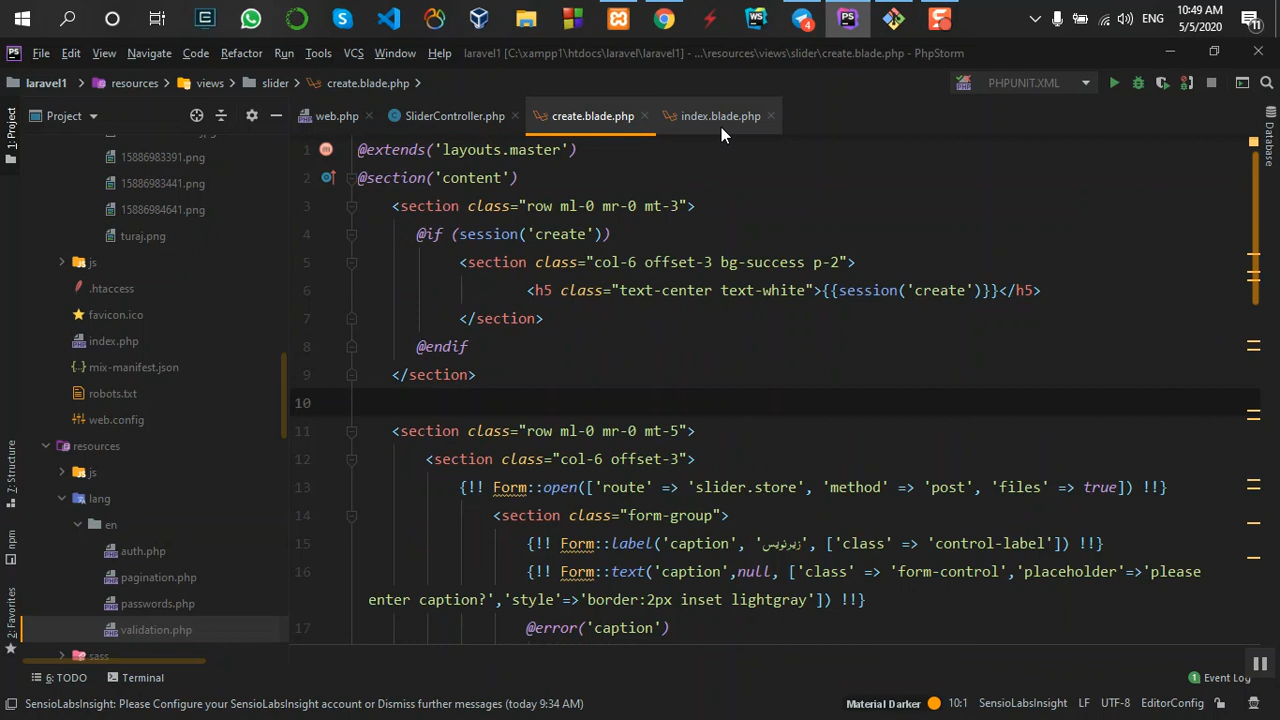 4
ENG
10:49 AM
5/5/2020
11
File Edit View Navigate Code Refactor Run Tools VCS Window Help
laravel1 [C:\xampp1\htdocs\laravel\laravel1] - ...\resources\views\slider\create.blade.php - PhpStorm
laravel1 resources views slider create.blade.php
PHPUNIT.XML
Project
web.php
SliderController.php
create.blade.php
index.blade.php
1: Project
Database
15886983391.png
15886983441.png
15886984641.png
turaj.png
js
.htaccess
favicon.ico
index.php
mix-manifest.json
robots.txt
web.config
resources
js
lang
en
auth.php
pagination.php
passwords.php
validation.php
sass
Z: Structure
npm
2: Favorites
1 @extends('layouts.master')
2 @section('content')
3 <section class="row ml-0 mr-0 mt-3">
4 @if (session('create'))
5 <section class="col-6 offset-3 bg-success p-2">
6 <h5 class="text-center text-white">{{session('create')}}</h5>
7 </section>
8 @endif
9 </section>
10
11 <section class="row ml-0 mr-0 mt-5">
12 <section class="col-6 offset-3">
13 {!! Form::open(['route' => 'slider.store', 'method' => 'post', 'files' => true]) !!}
14 <section class="form-group">
15 {!! Form::label('caption', 'زیرنویس', ['class' => 'control-label']) !!}
16 {!! Form::text('caption',null, ['class' => 'form-control','placeholder'=>'please
enter caption?','style'=>'border:2px inset lightgray']) !!}
17 @error('caption')
6: TODO
Terminal
1 Event Log
SensioLabsInsight: Please Configure your SensioLabsInsight account or Dismiss further messages (today 9:34 AM)
Material Darker
10:1
SensioLabsInsight
LF
UTF-8
EditorConfig